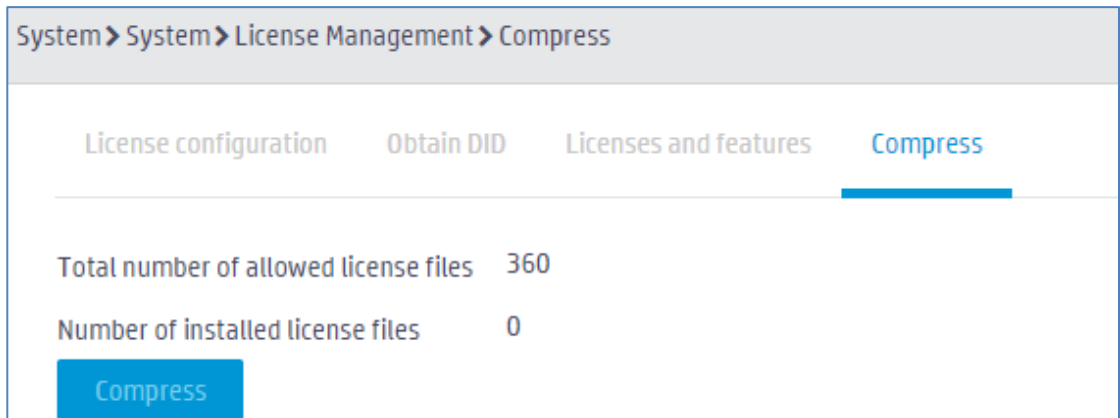 System > System > License Management > Compress
License configuration Obtain DID Licenses and features Compress
Total number of allowed license files 360
Number of installed license files 0
Compress